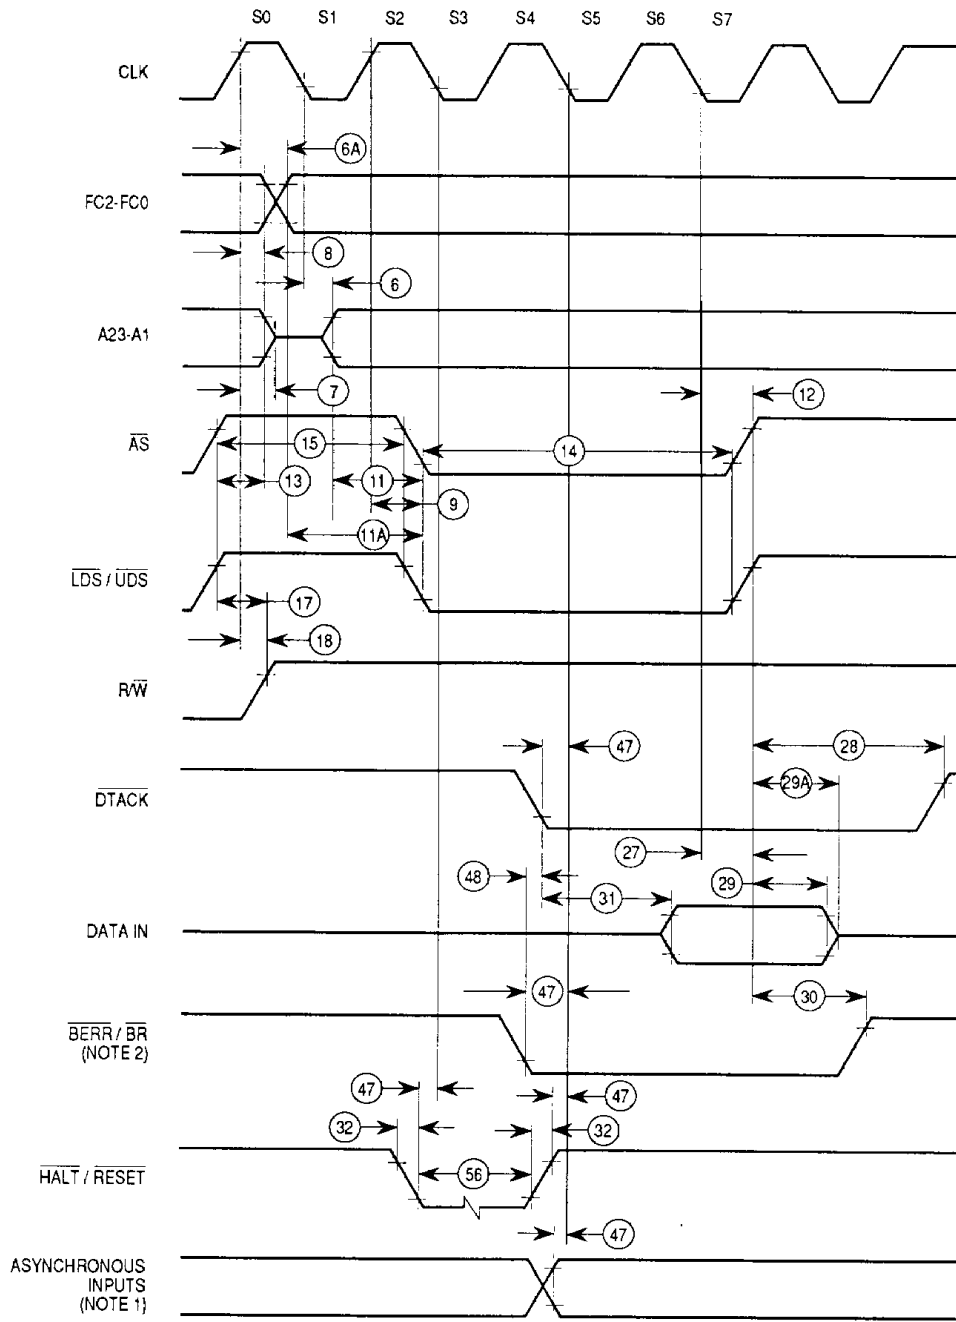 S0 S1 S2 S3 S4 S5 S6 S7
CLK
6A
FC2-FC0
8
6
A23-A1
7
12
AS
15
14
13
11
9
11A
LDS / UDS
17
18
R/W
47
28
DTACK
29A
27
48
31
29
DATA IN
47
30
BERR / BR
(NOTE 2)
47
47
32
32
HALT / RESET
56
47
ASYNCHRONOUS
INPUTS
(NOTE 1)